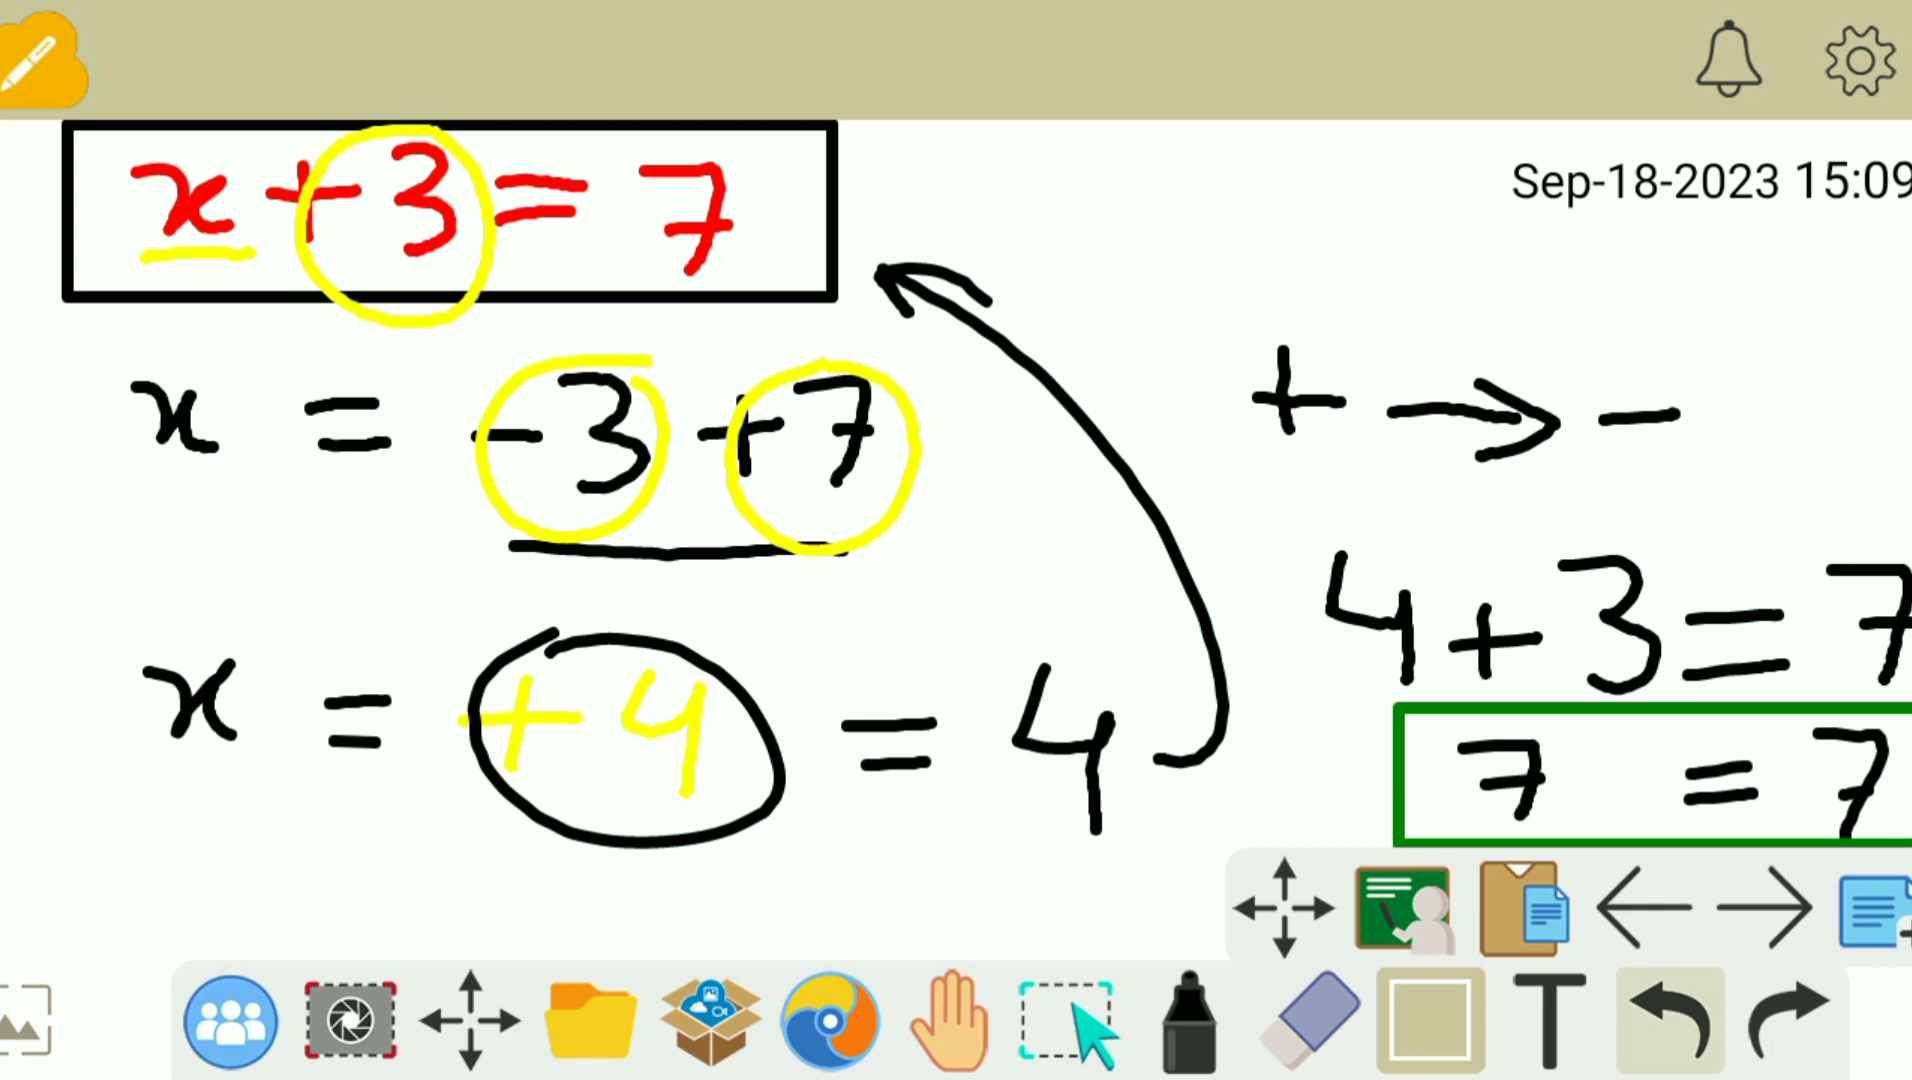 x + 3 = 7
Sep-18-2023 15:09
x = -3 + 7
+ → -
4 + 3 = 7
x = + 4 = 4
7 = 7
T